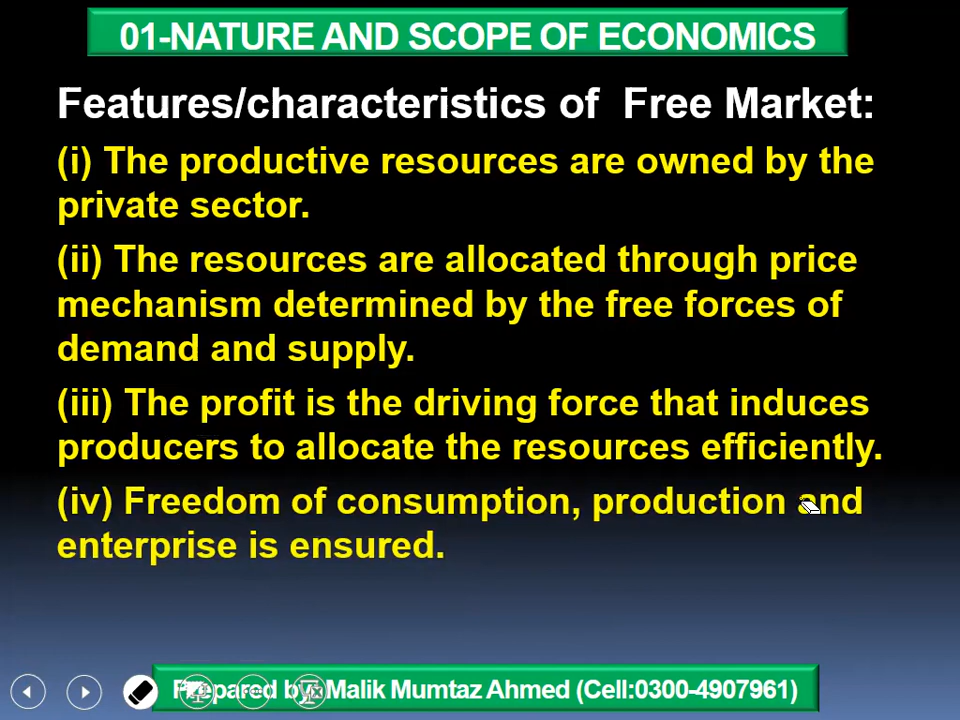 01-NATURE AND SCOPE OF ECONOMICS
Features/characteristics of Free Market:
(i) The productive resources are owned by the
private sector.
(ii) The resources are allocated through price
mechanism determined by the free forces of
demand and supply.
(iii) The profit is the driving force that induces
producers to allocate the resources efficiently.
(iv) Freedom of consumption, production and
enterprise is ensured.
Prepared by: Malik Mumtaz Ahmed (Cell:0300-4907961)